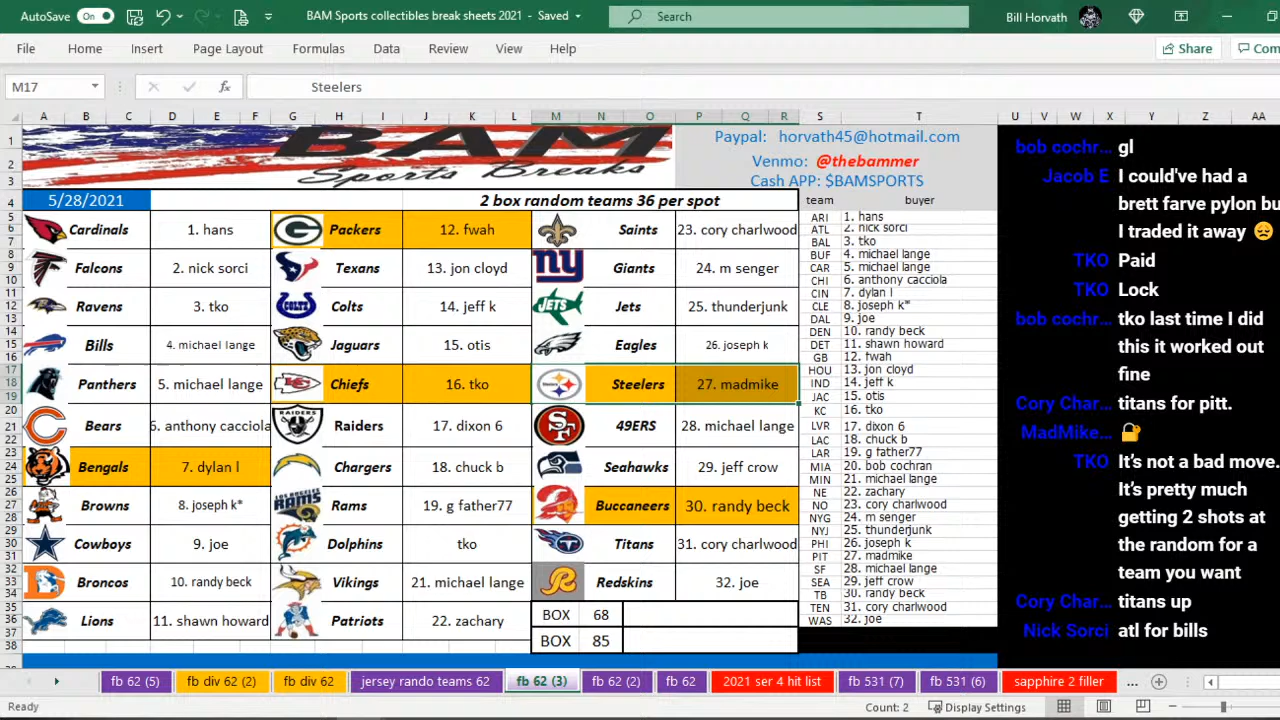 AutoSave On BAM Sports collectibles break sheets 2021 - Saved Search Bill Horvath
File Home Insert Page Layout Formulas Data Review View Help Share Com
M17 fx Steelers
A B C D E F G H I J K L M N O P Q R S T U V W X Y Z AA
BAM
Sports Breaks
Paypal: horvath45@hotmail.com
Venmo: @thebammer
Cash APP: $BAMSPORTS
5/28/2021 2 box random teams 36 per spot team buyer
Cardinals 1. hans Packers 12. fwah Saints 23. cory charlwood
Falcons 2. nick sorci Texans 13. jon cloyd Giants 24. m senger
Ravens 3. tko Colts 14. jeff k Jets 25. thunderjunk
Bills 4. michael lange Jaguars 15. otis Eagles 26. joseph k
Panthers 5. michael lange Chiefs 16. tko Steelers 27. madmike
Bears 6. anthony cacciola Raiders 17. dixon 6 49ERS 28. michael lange
Bengals 7. dylan l Chargers 18. chuck b Seahawks 29. jeff crow
Browns 8. joseph k* Rams 19. g father77 Buccaneers 30. randy beck
Cowboys 9. joe Dolphins tko Titans 31. cory charlwood
Broncos 10. randy beck Vikings 21. michael lange Redskins 32. joe
Lions 11. shawn howard Patriots 22. zachary BOX 68
BOX 85
ARI 1. hans
ATL 2. nick sorci
BAL 3. tko
BUF 4. michael lange
CAR 5. michael lange
CHI 6. anthony cacciola
CIN 7. dylan l
CLE 8. joseph k*
DAL 9. joe
DEN 10. randy beck
DET 11. shawn howard
GB 12. fwah
HOU 13. jon cloyd
IND 14. jeff k
JAC 15. otis
KC 16. tko
LVR 17. dixon 6
LAC 18. chuck b
LAR 19. g father77
MIA 20. bob cochran
MIN 21. michael lange
NE 22. zachary
NO 23. cory charlwood
NYG 24. m senger
NYJ 25. thunderjunk
PHI 26. joseph k
PIT 27. madmike
SF 28. michael lange
SEA 29. jeff crow
TB 30. randy beck
TEN 31. cory charlwood
WAS 32. joe
bob cochr... gl
Jacob E I could've had a
brett farve pylon bu
I traded it away 😞
TKO Paid
TKO Lock
bob cochr... tko last time I did
this it worked out
fine
Cory Char... titans for pitt.
MadMike... 🔐
TKO It's not a bad move.
It's pretty much
getting 2 shots at
the random for a
team you want
Cory Char... titans up
Nick Sorci atl for bills
fb 62 (5) fb div 62 (2) fb div 62 jersey rando teams 62 fb 62 (3) fb 62 (2) fb 62 2021 ser 4 hit list fb 531 (7) fb 531 (6) sapphire 2 filler ...
Ready Count: 2 Display Settings